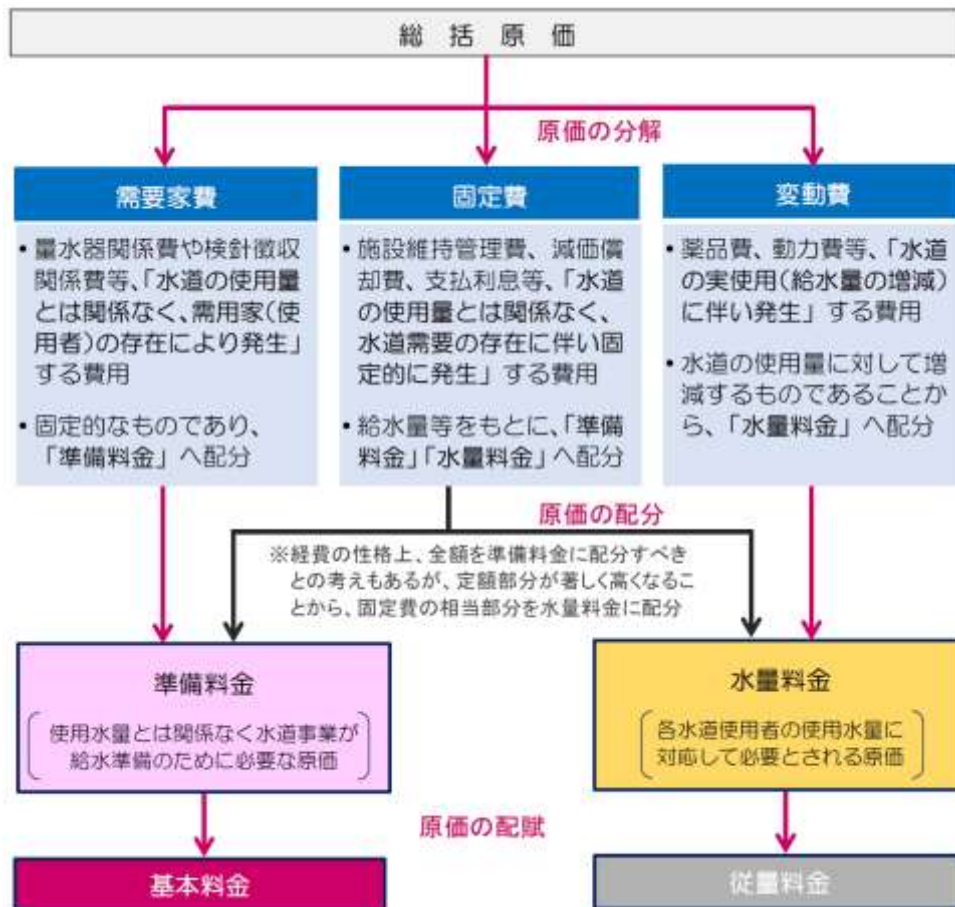 総括原価
原価の分解
需要家費
• 量水器関係費や検針徴収
関係費等、「水道の使用量
とは関係なく、需用家(使
用者)の存在により発生」
する費用
• 固定的なものであり、
「準備料金」へ配分
固定費
• 施設維持管理費、減価償
却費、支払利息等、「水道
の使用量とは関係なく、
水道需要の存在に伴い固
定的に発生」する費用
• 給水量等をもとに、「準備
料金」「水量料金」へ配分
変動費
• 薬品費、動力費等、「水道
の実使用(給水量の増減)
に伴い発生」する費用
• 水道の使用量に対して増
減するものであることか
ら、「水量料金」へ配分
原価の配分
※経費の性格上、全額を準備料金に配分すべき
との考えもあるが、定額部分が著しく高くなるこ
とから、固定費の相当部分を水量料金に配分
準備料金
使用水量とは関係なく水道事業が
給水準備のために必要な原価
水量料金
各水道使用者の使用水量に
対応して必要とされる原価
原価の配賦
基本料金
従量料金